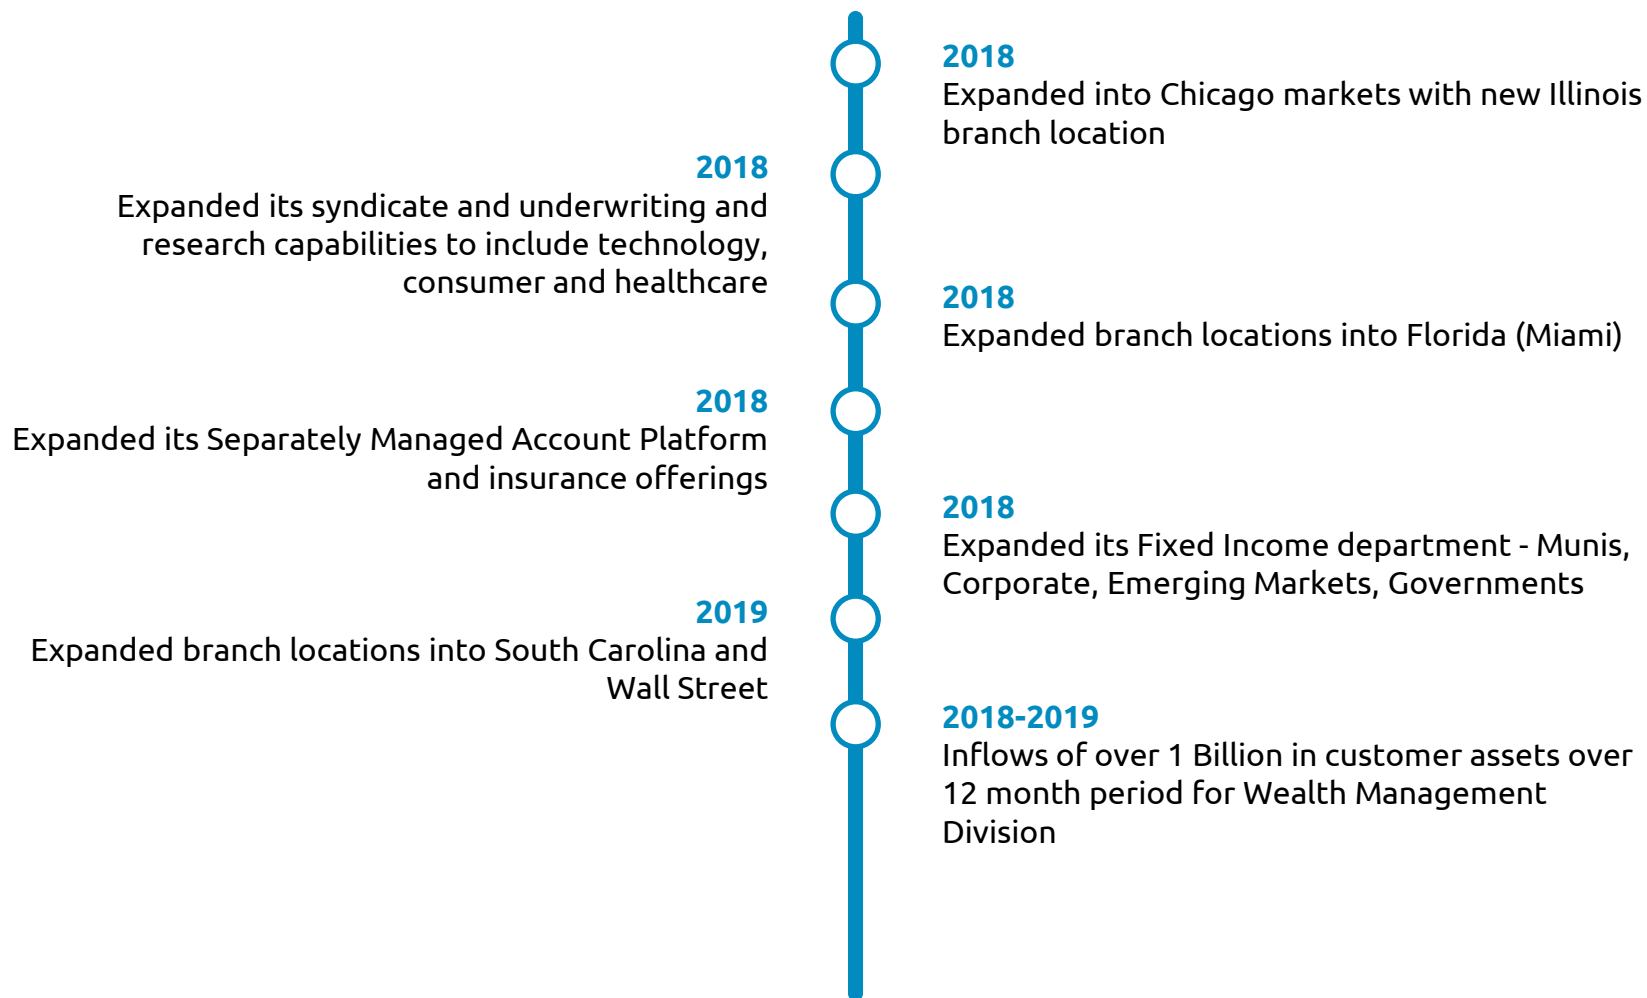 2018
Expanded into Chicago markets with new Illinois
branch location
2018
Expanded its syndicate and underwriting and
research capabilities to include technology,
consumer and healthcare
2018
Expanded branch locations into Florida (Miami)
2018
Expanded its Separately Managed Account Platform
and insurance offerings
2018
Expanded its Fixed Income department - Munis,
Corporate, Emerging Markets, Governments
2019
Expanded branch locations into South Carolina and
Wall Street
2018-2019
Inflows of over 1 Billion in customer assets over
12 month period for Wealth Management
Division